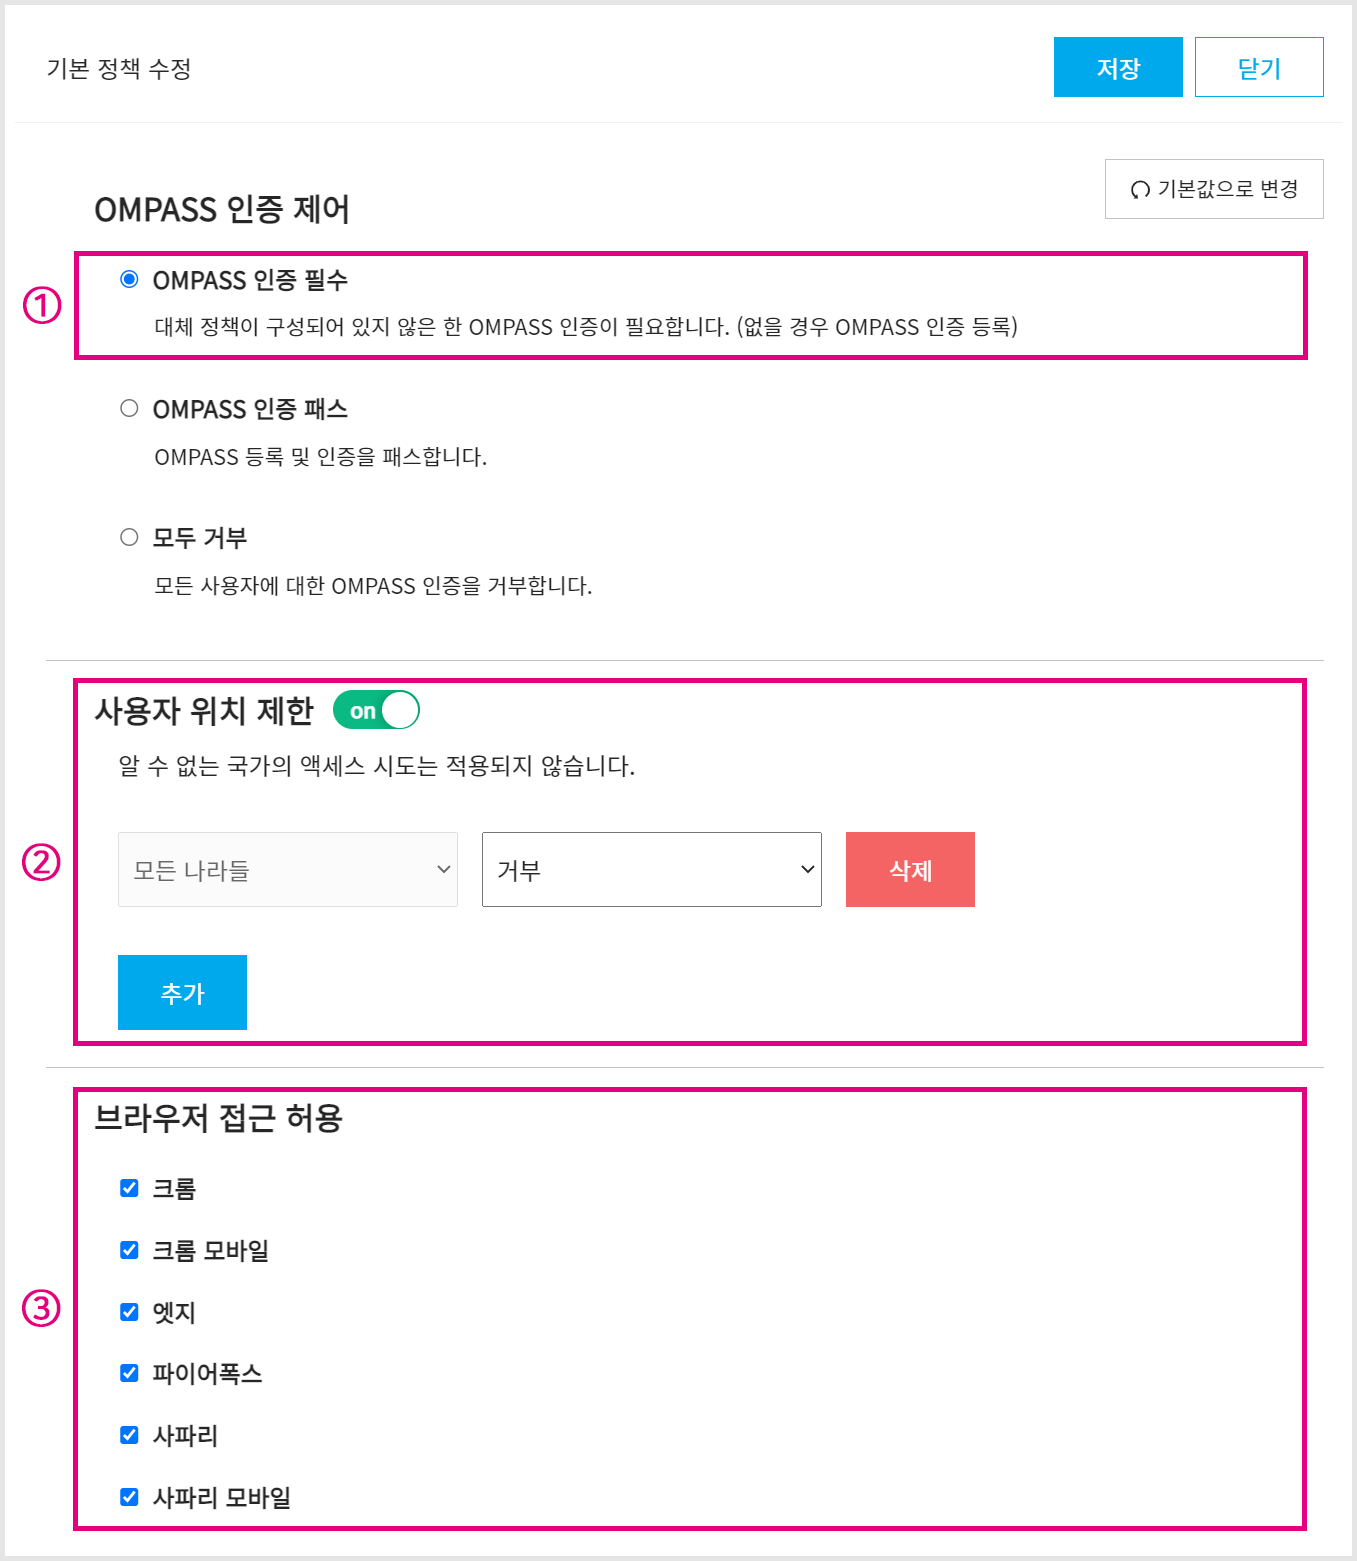 기본 정책 수정
저장
닫기
기본값으로 변경
OMPASS 인증 제어
①
OMPASS 인증 필수
대체 정책이 구성되어 있지 않은 한 OMPASS 인증이 필요합니다. (없을 경우 OMPASS 인증 등록)
OMPASS 인증 패스
OMPASS 등록 및 인증을 패스합니다.
모두 거부
모든 사용자에 대한 OMPASS 인증을 거부합니다.
사용자 위치 제한 on
알 수 없는 국가의 액세스 시도는 적용되지 않습니다.
②
모든 나라들
거부
삭제
추가
브라우저 접근 허용
크롬
크롬 모바일
③
엣지
파이어폭스
사파리
사파리 모바일